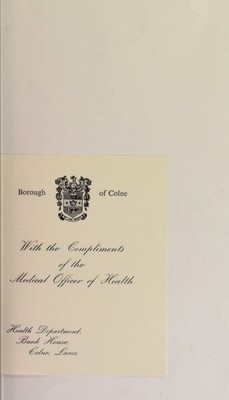 Borough of Colne
With the Compliments
of the
Medical Officer of Health
Health Department,
Bank House,
Colne, Lancs.